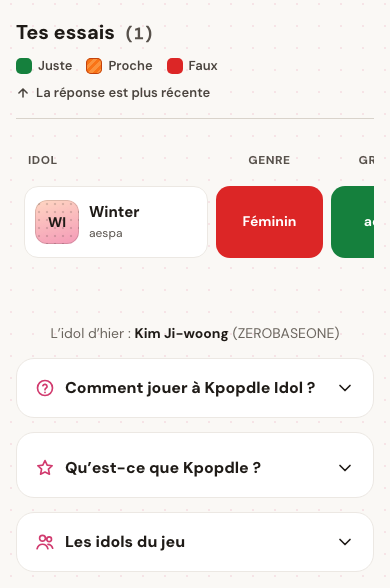 Tes essais (1)
Juste Proche Faux
↑ La réponse est plus récente
IDOL GENRE GR
WI Winter Féminin
aespa
L'idol d'hier : Kim Ji-woong (ZEROBASEONE)
Comment jouer à Kpopdle Idol ?
Qu'est-ce que Kpopdle ?
Les idols du jeu